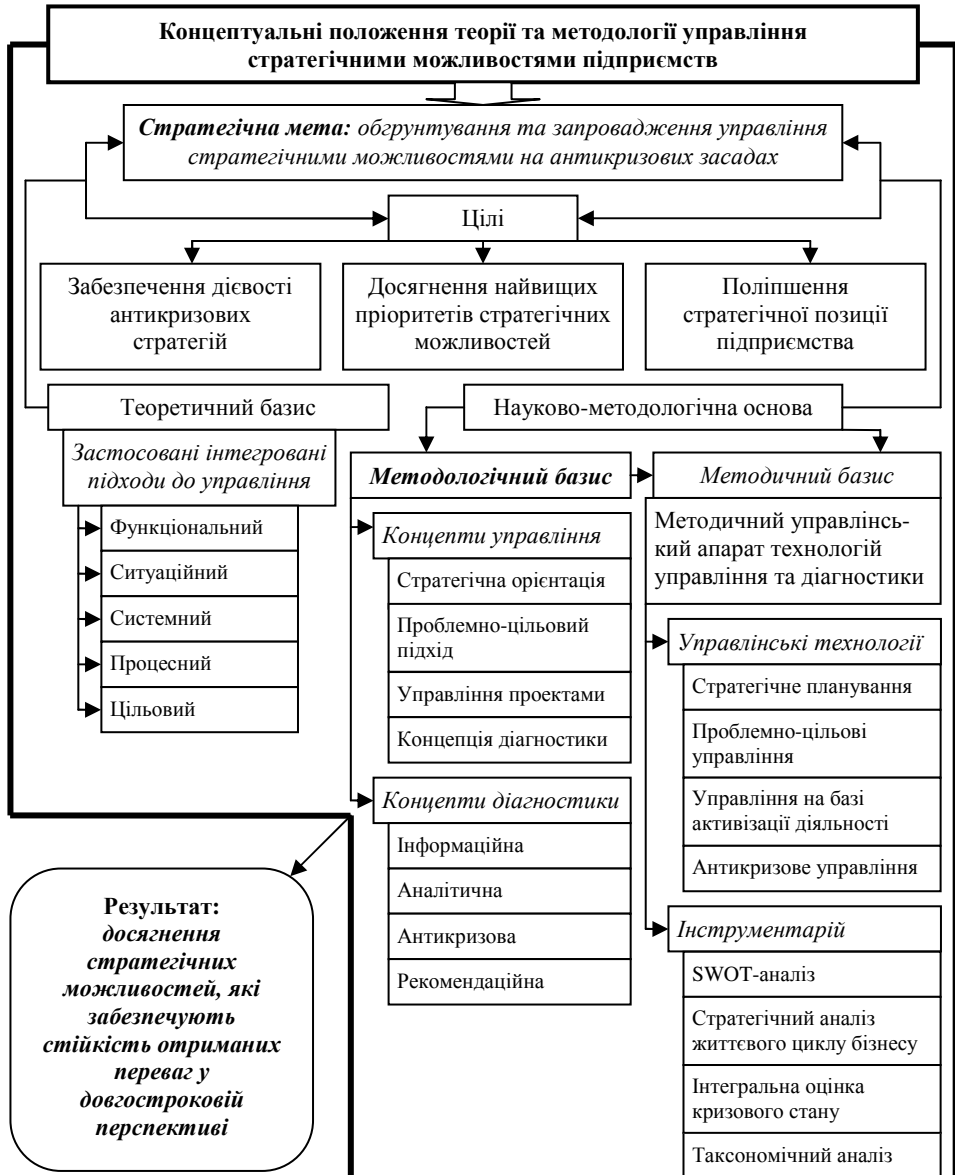 Концептуальні положення теорії та методології управління
стратегічними можливостями підприємств
Стратегічна мета: обгрунтування та запровадження управління
стратегічними можливостями на антикризових засадах
Цілі
Забезпечення дієвості
антикризових
стратегій
Досягнення найвищих
пріоритетів стратегічних
можливостей
Поліпшення
стратегічної позиції
підприємства
Теоретичний базис
Застосовані інтегровані
підходи до управління
Функціональний
Ситуаційний
Системний
Процесний
Цільовий
Науково-методологічна основа
Методологічний базис
Концепти управління
Стратегічна орієнтація
Проблемно-цільовий
підхід
Управління проектами
Концепція діагностики
Концепти діагностики
Інформаційна
Аналітична
Антикризова
Рекомендаційна
Методичний базис
Методичний управлінсь-
кий апарат технологій
управління та діагностики
Управлінські технології
Стратегічне планування
Проблемно-цільові
управління
Управління на базі
активізації діяльності
Антикризове управління
Інструментарій
SWOT-аналіз
Стратегічний аналіз
життєвого циклу бізнесу
Інтегральна оцінка
кризового стану
Таксономічний аналіз
Результат:
досягнення
стратегічних
можливостей, які
забезпечують
стійкість отриманих
переваг у
довгостроковій
перспективі